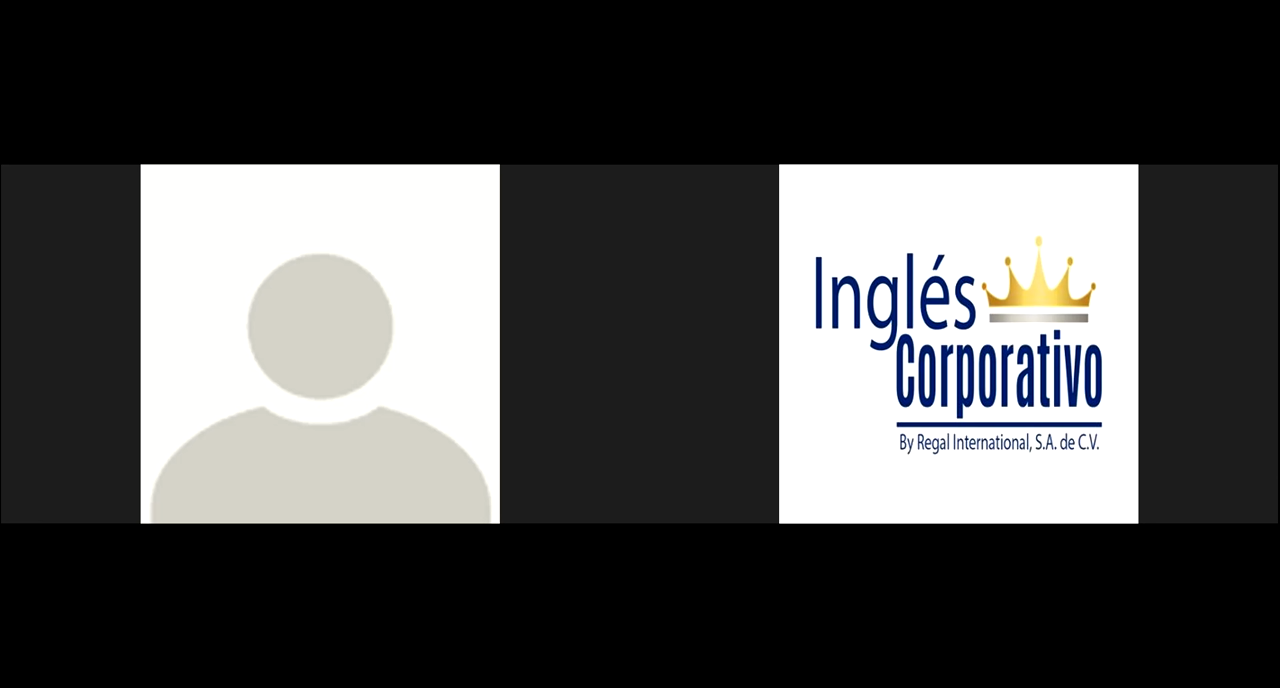 Inglés
Corporativo
By Regal International, S.A. de C.V.